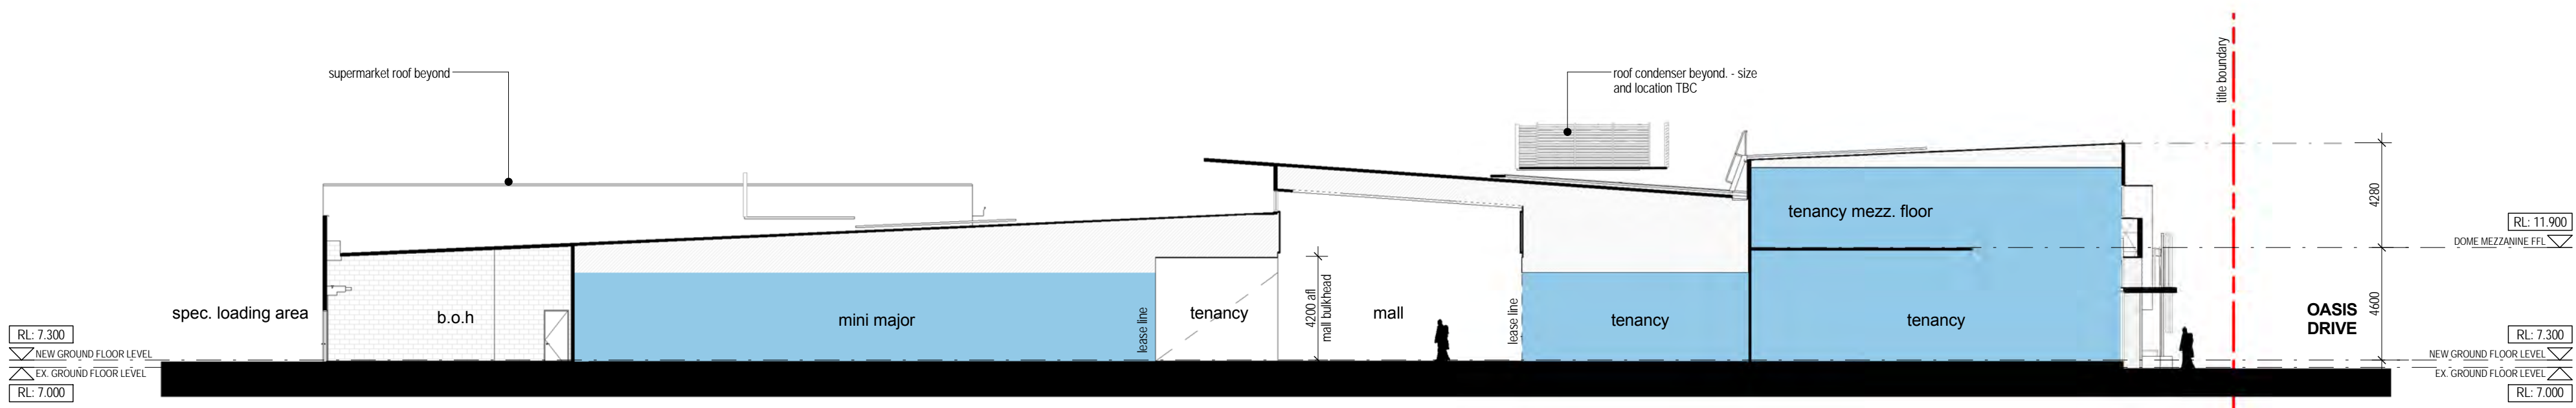 supermarket roof beyond
roof condenser beyond. - size
and location TBC
title boundary
tenancy mezz. floor
4280
RL: 11.900
DOME MEZZANINE FFL
spec. loading area
b.o.h
mini major
lease line
tenancy
4200 afl
mall bulkhead
mall
lease line
tenancy
tenancy
OASIS
DRIVE
4600
RL: 7.300
NEW GROUND FLOOR LEVEL
EX. GROUND FLOOR LEVEL
RL: 7.000
RL: 7.300
NEW GROUND FLOOR LEVEL
EX. GROUND FLOOR LEVEL
RL: 7.000